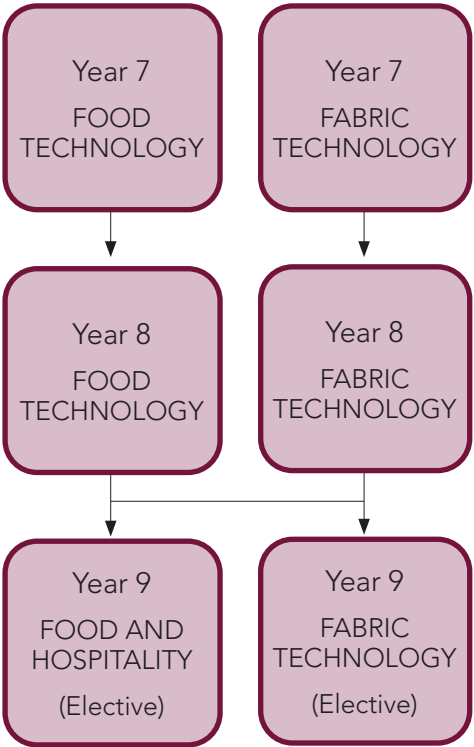 Year 7
FOOD
TECHNOLOGY
Year 7
FABRIC
TECHNOLOGY
Year 8
FOOD
TECHNOLOGY
Year 8
FABRIC
TECHNOLOGY
Year 9
FOOD AND
HOSPITALITY
(Elective)
Year 9
FABRIC
TECHNOLOGY
(Elective)